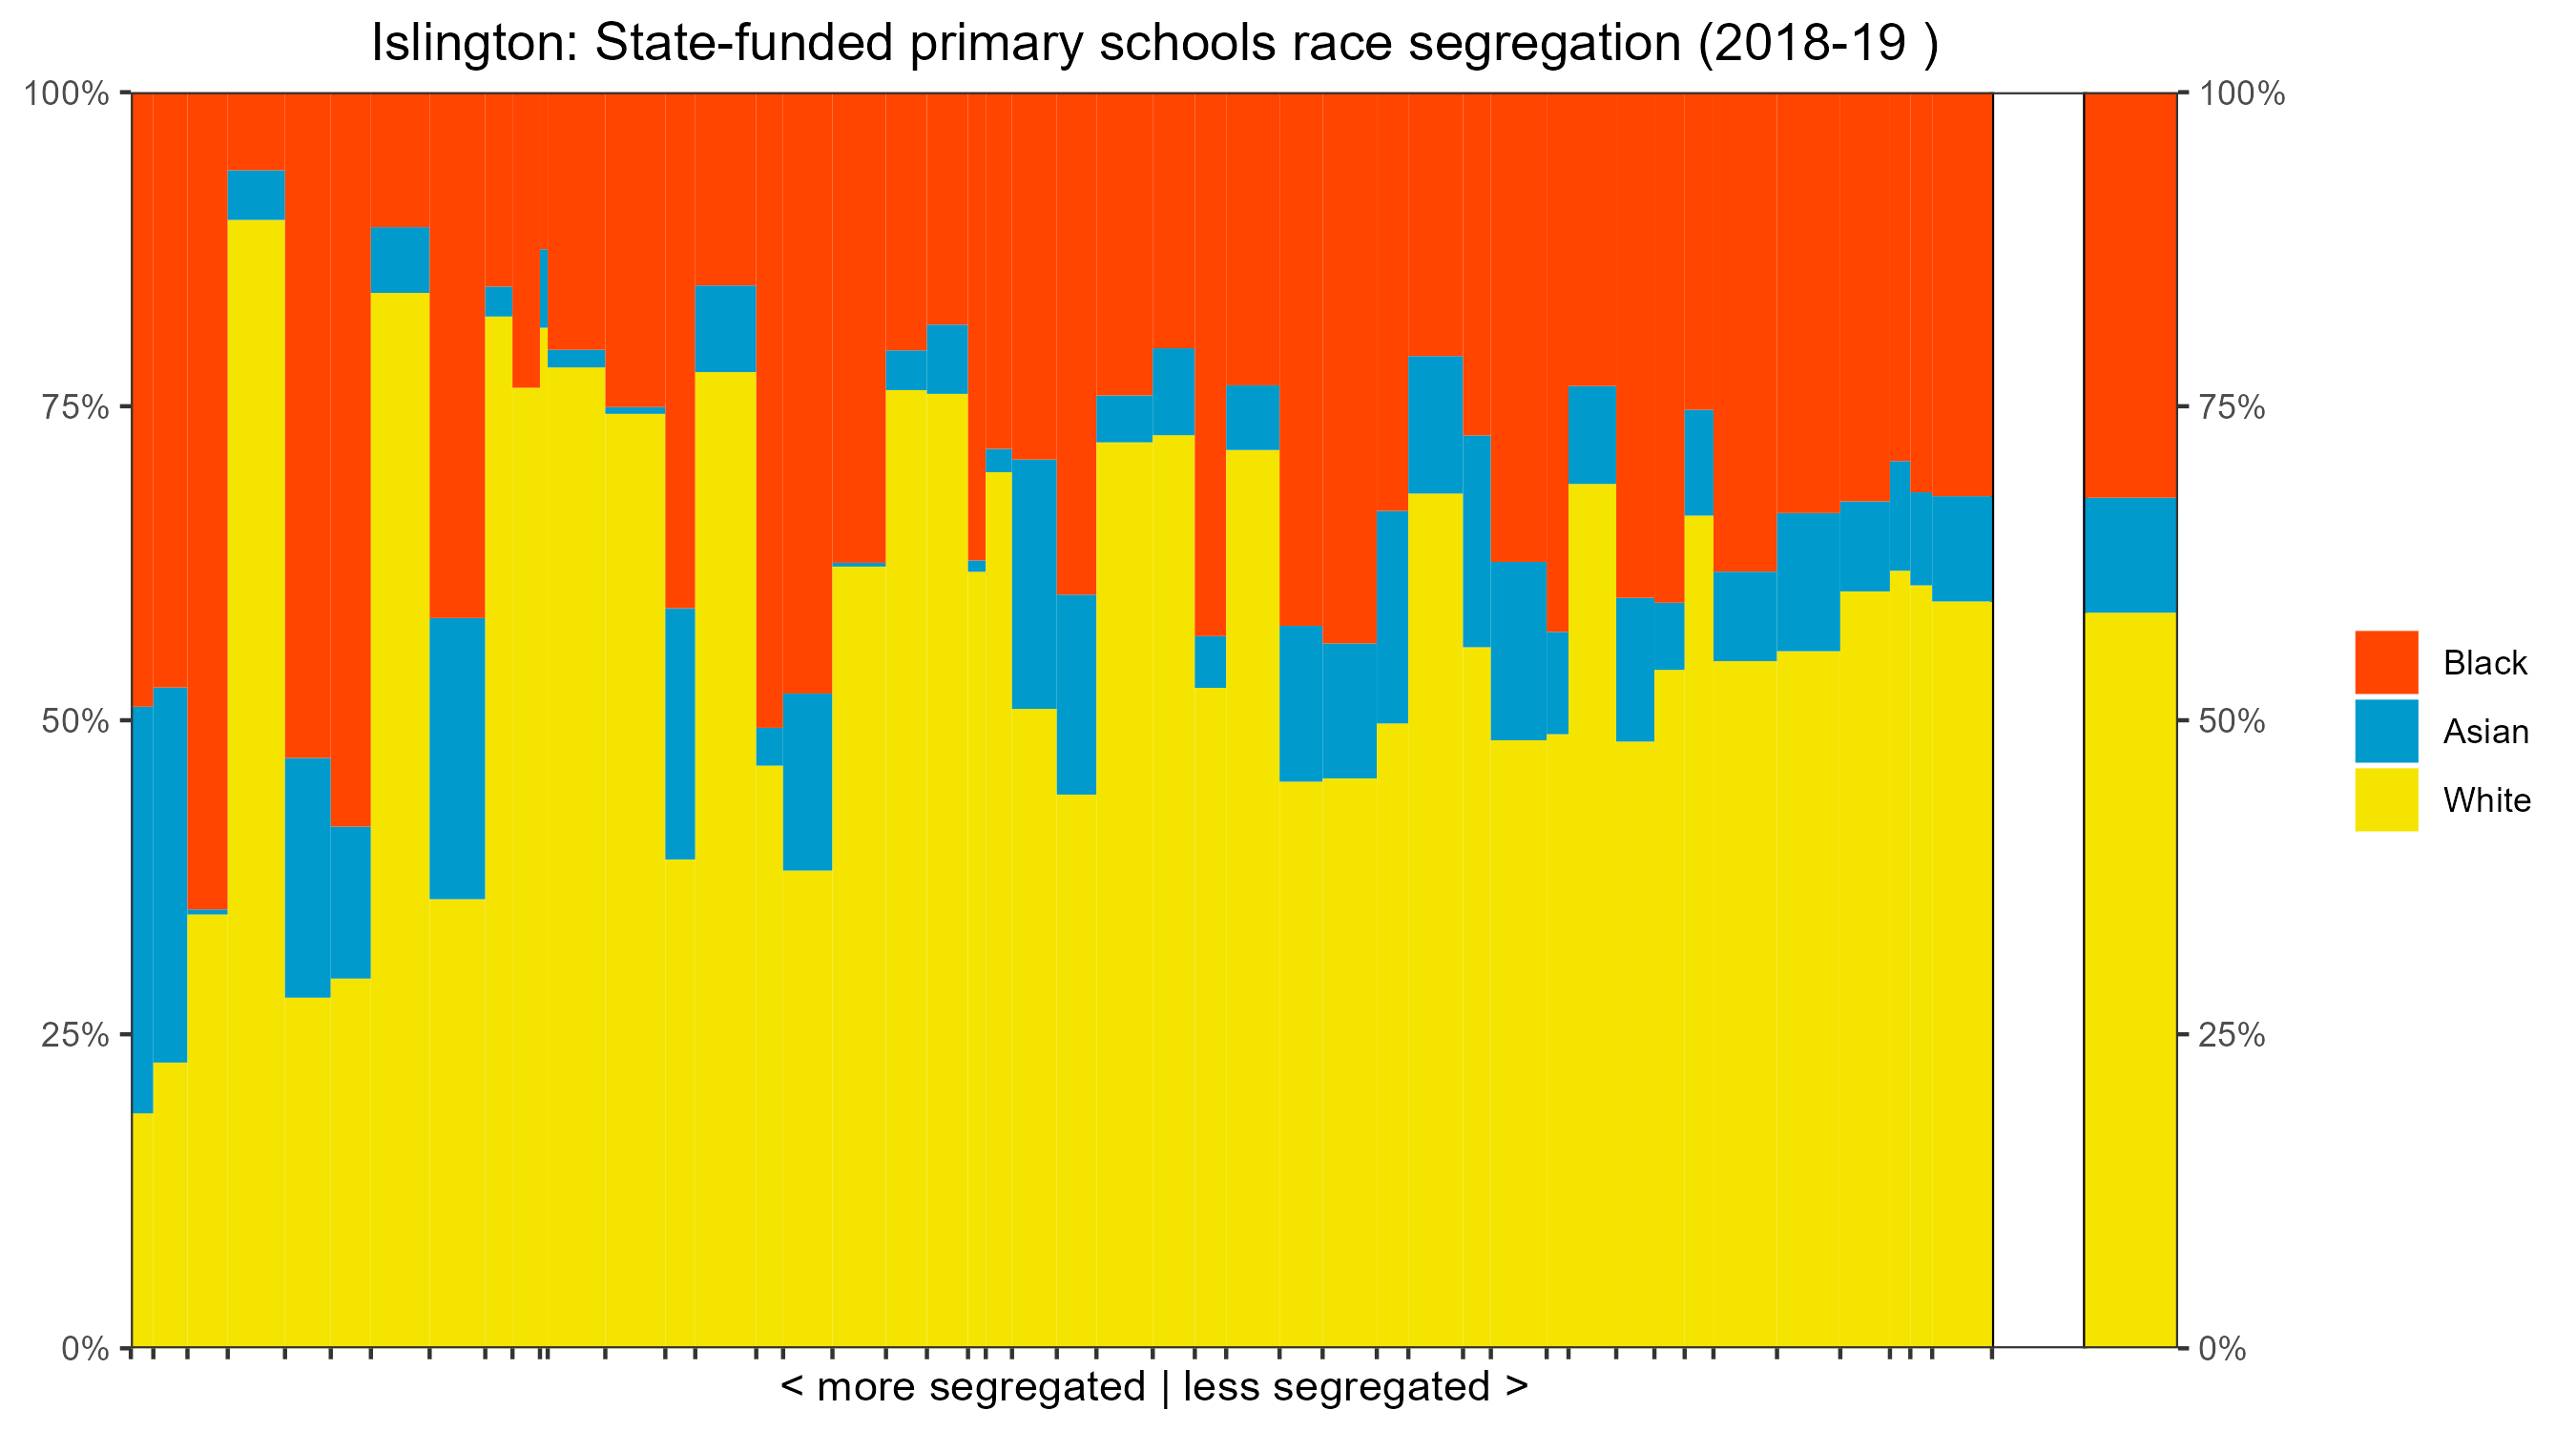 Islington: State-funded primary schools race segregation (2018-19 )
100%
75%
50%
25%
0%
100%
75%
50%
25%
0%
Black
Asian
White
< more segregated | less segregated >